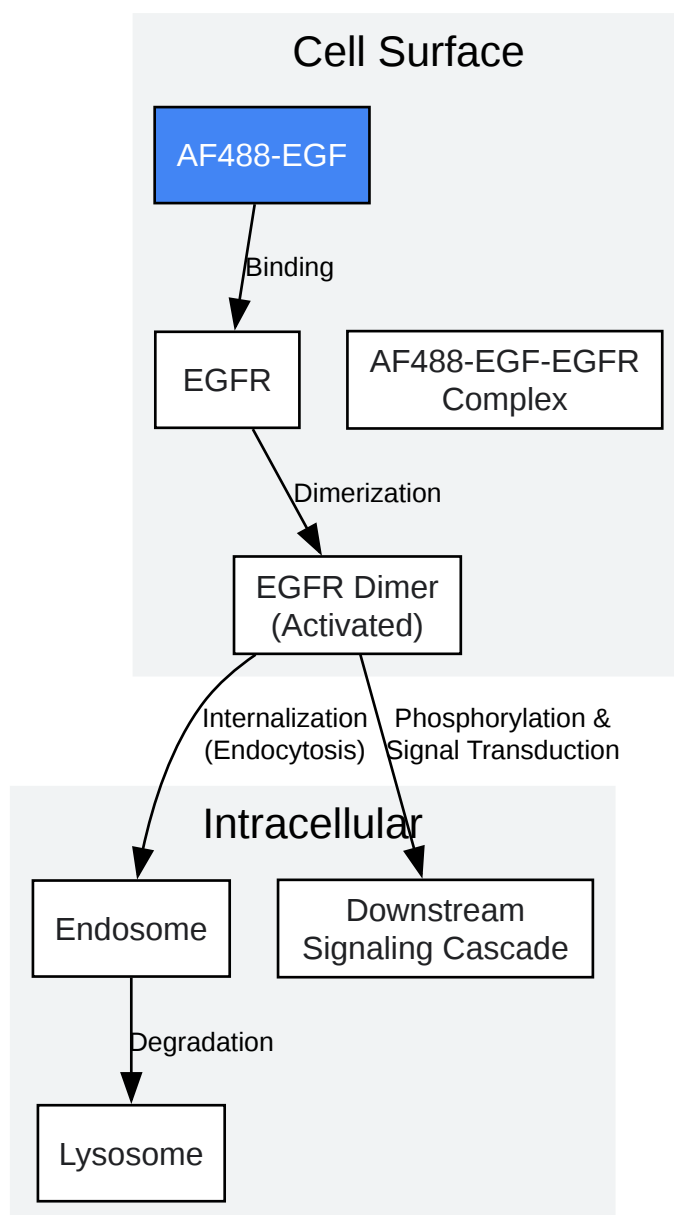 Cell Surface
AF488-EGF
Binding
EGFR
AF488-EGF-EGFR
Complex
Dimerization
EGFR Dimer
(Activated)
Internalization
(Endocytosis)
Phosphorylation &
Signal Transduction
Intracellular
Endosome
Downstream
Signaling Cascade
Degradation
Lysosome